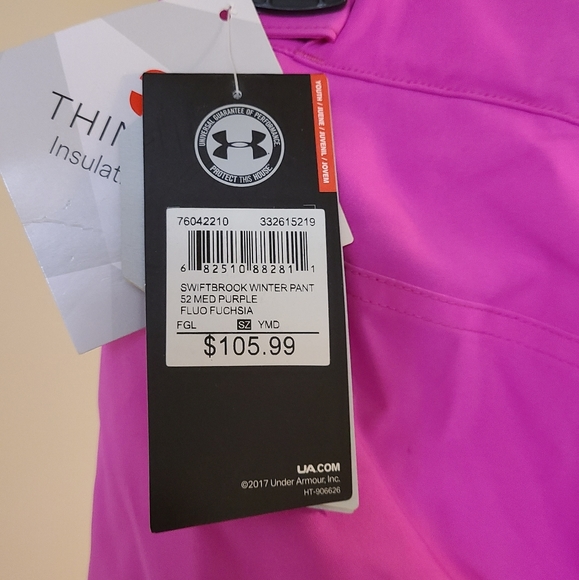 THIN
Insulat
UNIVERSAL GUARANTEE OF PERFORMANCE
PROTECT THIS HOUSE
YOUTH / JEUNE / JUVENIL / JOVEM
76042210 332615219
6 82510 88281 1
SWIFTBROOK WINTER PANT
52 MED PURPLE
FLUO FUCHSIA
FGL SZ YMD
$105.99
UA.COM
©2017 Under Armour, Inc.
HT-906626